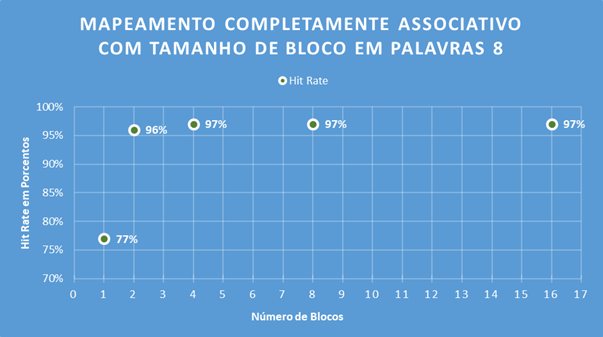 MAPEAMENTO COMPLETAMENTE ASSOCIATIVO
COM TAMANHO DE BLOCO EM PALAVRAS 8
Hit Rate
Hit Rate em Porcentos
100%
95%
90%
85%
80%
75%
70%
77%
96%
97%
97%
97%
0 1 2 3 4 5 6 7 8 9 10 11 12 13 14 15 16 17
Número de Blocos